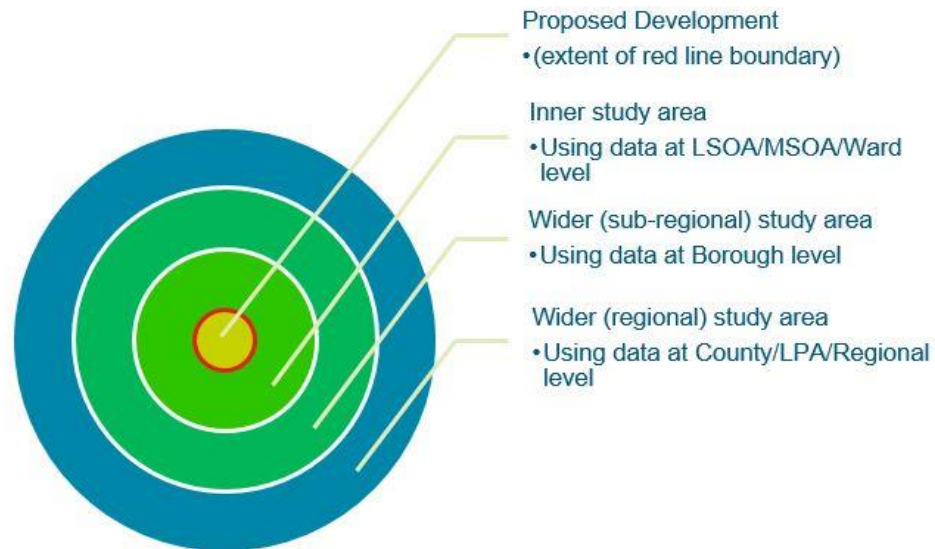 Proposed Development
•(extent of red line boundary)
Inner study area
•Using data at LSOA/MSOA/Ward
level
Wider (sub-regional) study area
•Using data at Borough level
Wider (regional) study area
•Using data at County/LPA/Regional
level